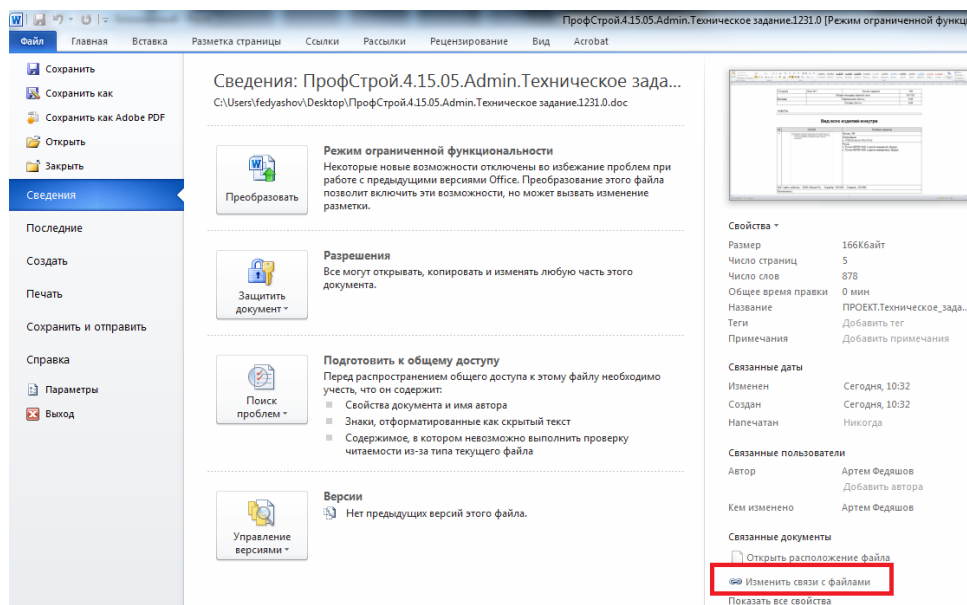 ПрофСтрой.4.15.05.Admin.Техническое задание.1231.0 [Режим ограниченной функц
Файл Главная Вставка Разметка страницы Ссылки Рассылки Рецензирование Вид Acrobat
Сохранить
Сохранить как
Сохранить как Adobe PDF
Открыть
Закрыть
Сведения
Последние
Создать
Печать
Сохранить и отправить
Справка
Параметры
Выход
Сведения: ПрофСтрой.4.15.05.Admin.Техническое зада...
C:\Users\fedyashov\Desktop\ПрофСтрой.4.15.05.Admin.Техническое задание.1231.0.doc
Преобразовать
Режим ограниченной функциональности
Некоторые новые возможности отключены во избежание проблем при
работе с предыдущими версиями Office. Преобразование этого файла
позволит включить эти возможности, но может вызвать изменение
разметки.
Защитить
документ
Разрешения
Все могут открывать, копировать и изменять любую часть этого
документа.
Поиск
проблем
Подготовить к общему доступу
Перед распространением общего доступа к этому файлу необходимо
учесть, что он содержит:
Свойства документа и имя автора
Знаки, отформатированные как скрытый текст
Содержимое, в котором невозможно выполнить проверку
читаемости из-за типа текущего файла
Управление
версиями
Версии
Нет предыдущих версий этого файла.
Свойства
Размер 166Кбайт
Число страниц 5
Число слов 878
Общее время правки 0 мин
Название ПРОЕКТ.Техническое_зада...
Теги Добавить тег
Примечания Добавить примечания
Связанные даты
Изменен Сегодня, 10:32
Создан Сегодня, 10:32
Напечатан Никогда
Связанные пользователи
Автор Артем Федяшов
Добавить автора
Кем изменено Артем Федяшов
Связанные документы
Открыть расположение файла
Изменить связи с файлами
Показать все свойства